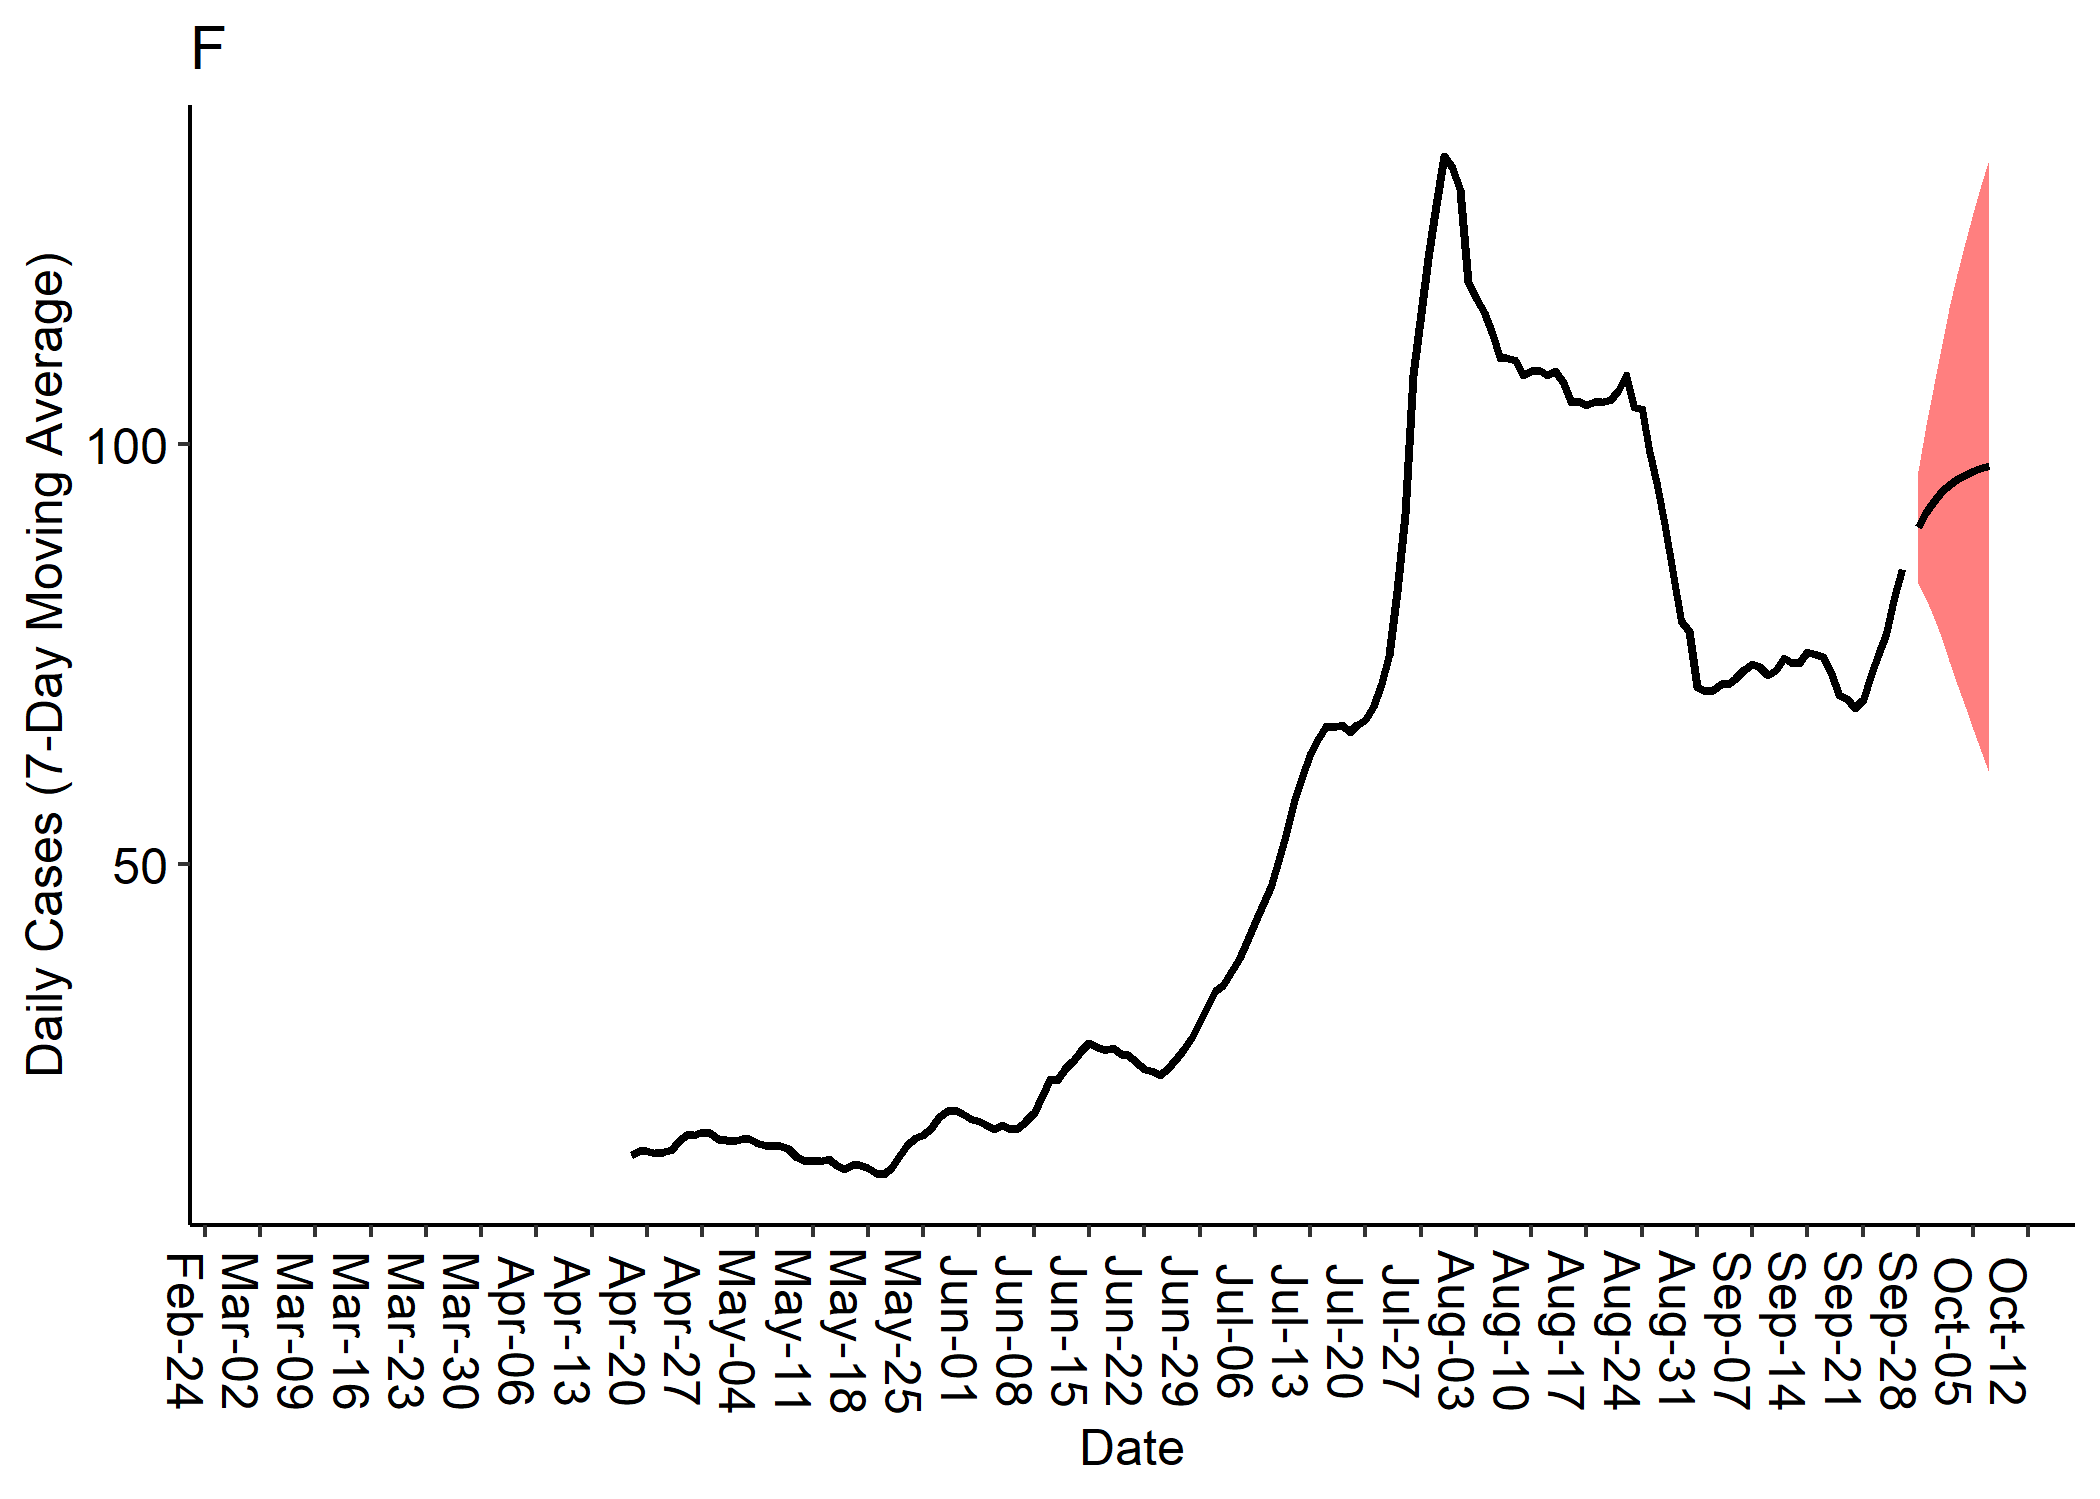 F
Daily Cases (7-Day Moving Average)
100
50
Feb-24
Mar-02
Mar-09
Mar-16
Mar-23
Mar-30
Apr-06
Apr-13
Apr-20
Apr-27
May-04
May-11
May-18
May-25
Jun-01
Jun-08
Jun-15
Jun-22
Jun-29
Jul-06
Jul-13
Jul-20
Jul-27
Aug-03
Aug-10
Aug-17
Aug-24
Aug-31
Sep-07
Sep-14
Sep-21
Sep-28
Oct-05
Oct-12
Date